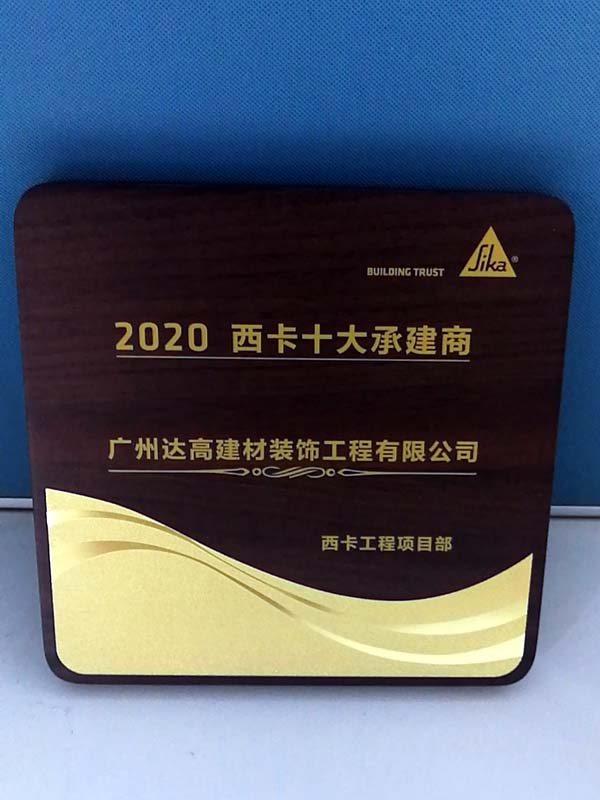 BUILDING TRUST Sika®
2020 西卡十大承建商
广州达高建材装饰工程有限公司
西卡工程项目部